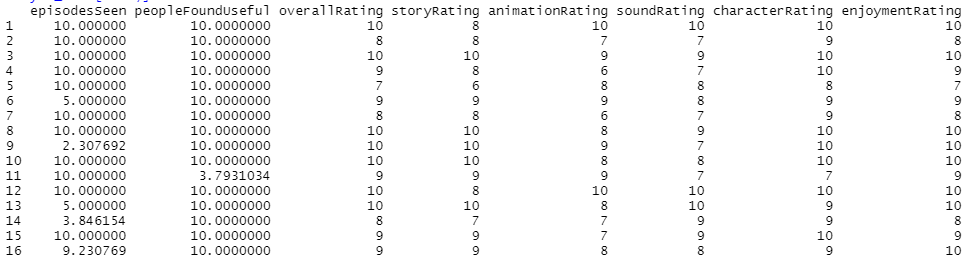 episodesSeen peopleFoundUseful overallRating storyRating animationRating soundRating characterRating enjoymentRating
1 10.000000 10.0000000 10 8 10 10 10 10
2 10.000000 10.0000000 8 8 7 7 9 8
3 10.000000 10.0000000 10 10 9 9 10 10
4 10.000000 10.0000000 9 8 6 7 10 9
5 10.000000 10.0000000 7 6 8 8 8 7
6 5.000000 10.0000000 9 9 9 8 9 9
7 10.000000 10.0000000 8 8 6 7 9 8
8 10.000000 10.0000000 10 10 8 9 10 10
9 2.307692 10.0000000 10 10 9 7 10 10
10 10.000000 10.0000000 10 10 8 8 10 10
11 10.000000 3.7931034 9 9 9 7 7 9
12 10.000000 10.0000000 10 8 10 10 10 10
13 5.000000 10.0000000 10 10 8 10 9 10
14 3.846154 10.0000000 8 7 7 9 9 8
15 10.000000 10.0000000 9 9 7 9 10 9
16 9.230769 10.0000000 9 9 8 8 9 10